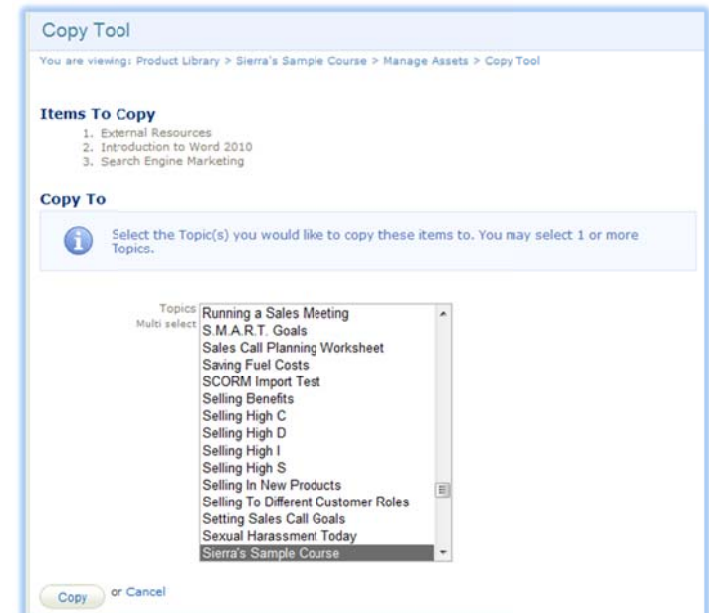 Copy Tool
You are viewing: Product Library > Sierra's Sample Course > Manage Assets > Copy Tool
Items To Copy
1. External Resources
2. Introduction to Word 2010
3. Search Engine Marketing
Copy To
Select the Topic(s) you would like to copy these items to. You may select 1 or more
Topics.
Topics
Multi select
Running a Sales Meeting
S.M.A.R.T. Goals
Sales Call Planning Worksheet
Saving Fuel Costs
SCORM Import Test
Selling Benefits
Selling High C
Selling High D
Selling High I
Selling High S
Selling In New Products
Selling To Different Customer Roles
Setting Sales Call Goals
Sexual Harassment Today
Sierra's Sample Course
Copy or Cancel